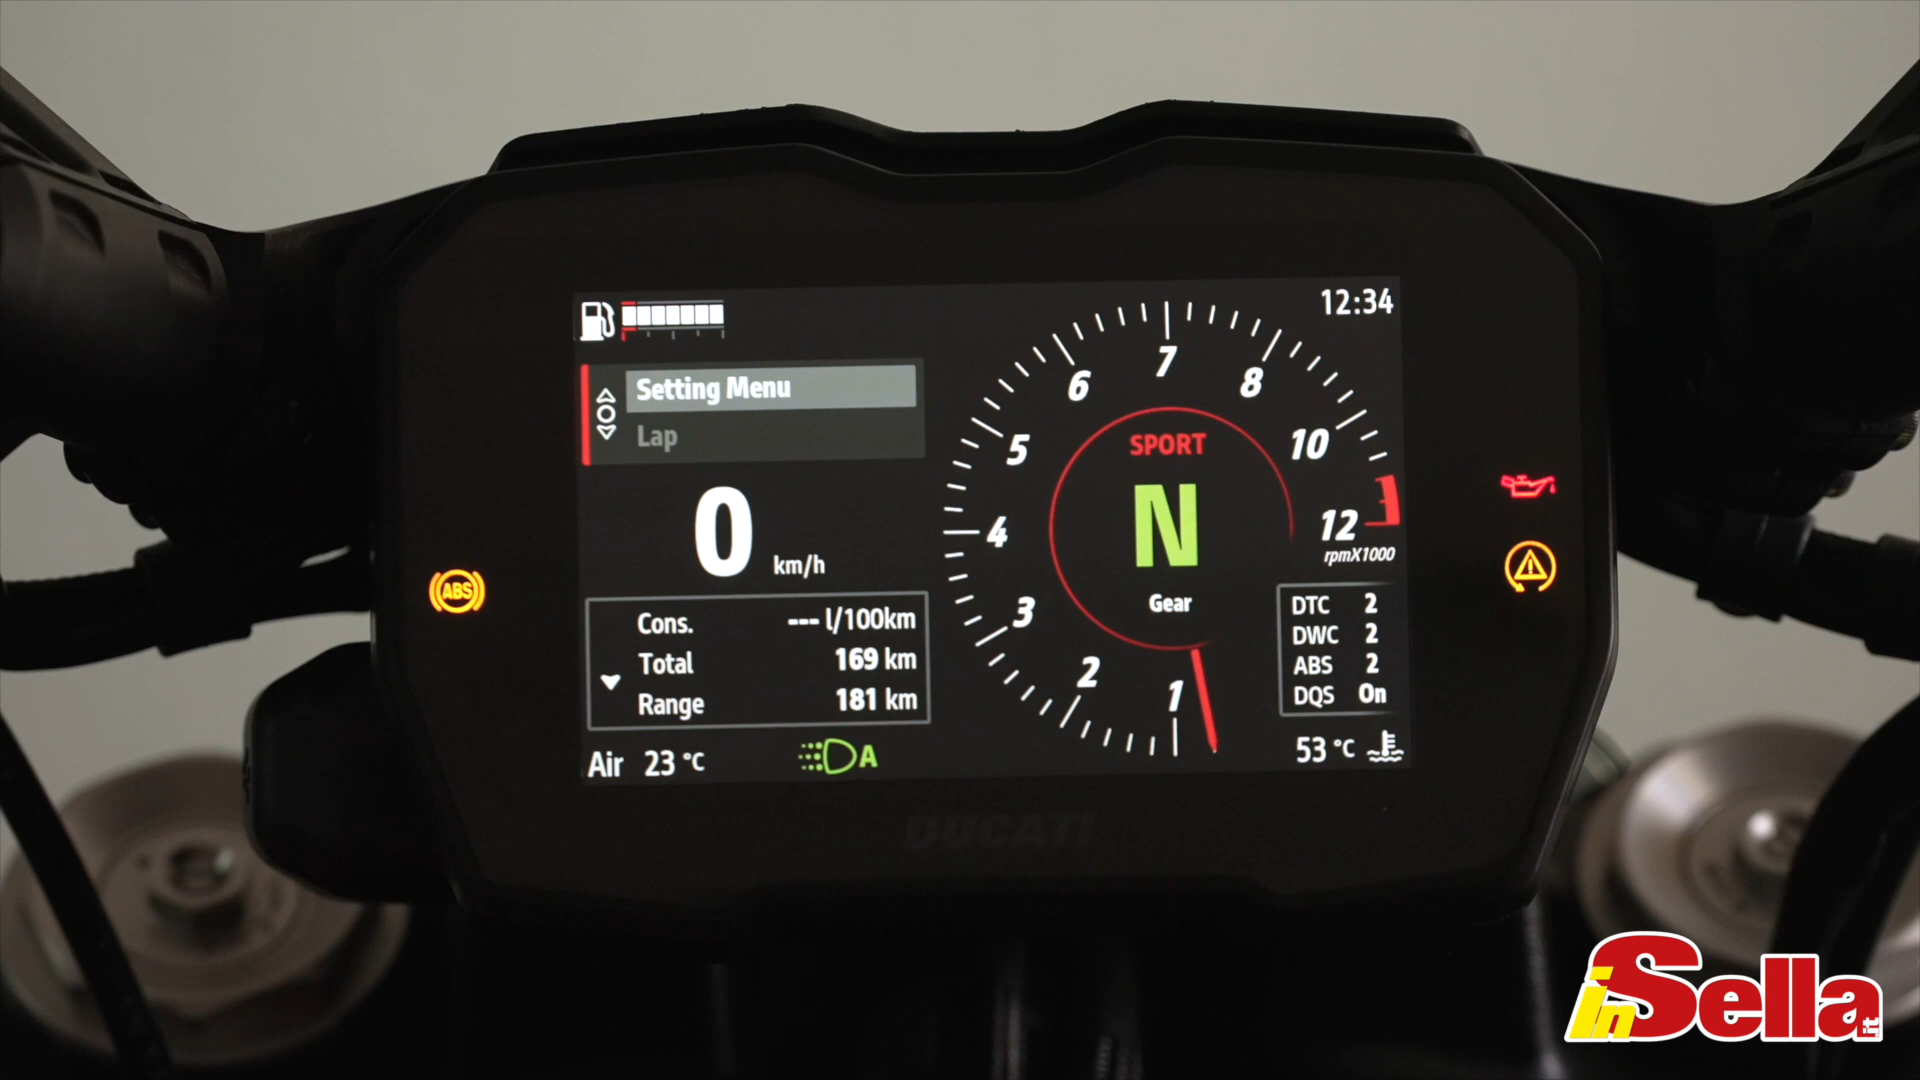 12:34
Setting Menu
Lap
0 km/h
Cons. --- l/100km
Total 169 km
Range 181 km
Air 23 °C
A
1
2
3
4
5
6
7
8
10
12
rpmX1000
SPORT
N
Gear
DTC 2
DWC 2
ABS 2
DQS On
53 °C
ABS
DUCATI
inSella.it